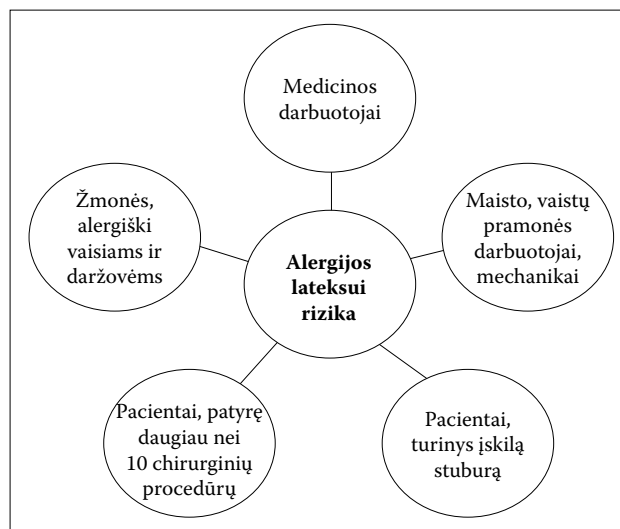 Medicinos
darbuotojai
Žmonės,
alergiški
vaisiams ir
daržovėms
Maisto, vaistų
pramonės
darbuotojai,
mechanikai
Alergijos
lateksui
rizika
Pacientai, patyrę
daugiau nei
10 chirurginių
procedūrų
Pacientai,
turinys įskilą
stuburą